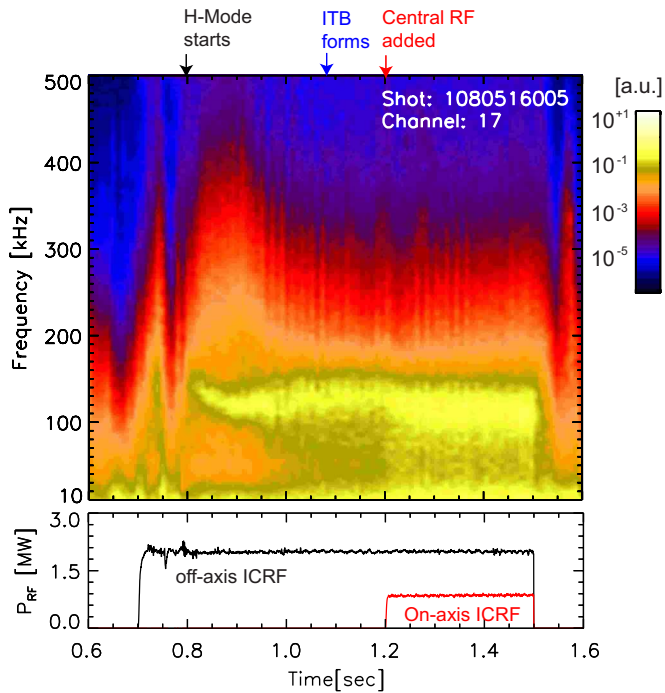 H-Mode
starts
ITB
forms
Central RF
added
[a.u.]
Shot: 1080516005
Channel: 17
10+1
10-1
10-3
10-5
500
400
300
200
100
10
Frequency [kHz]
3.0
1.5
0.0
PRF [MW]
off-axis ICRF
On-axis ICRF
0.6 0.8 1.0 1.2 1.4 1.6
Time[sec]